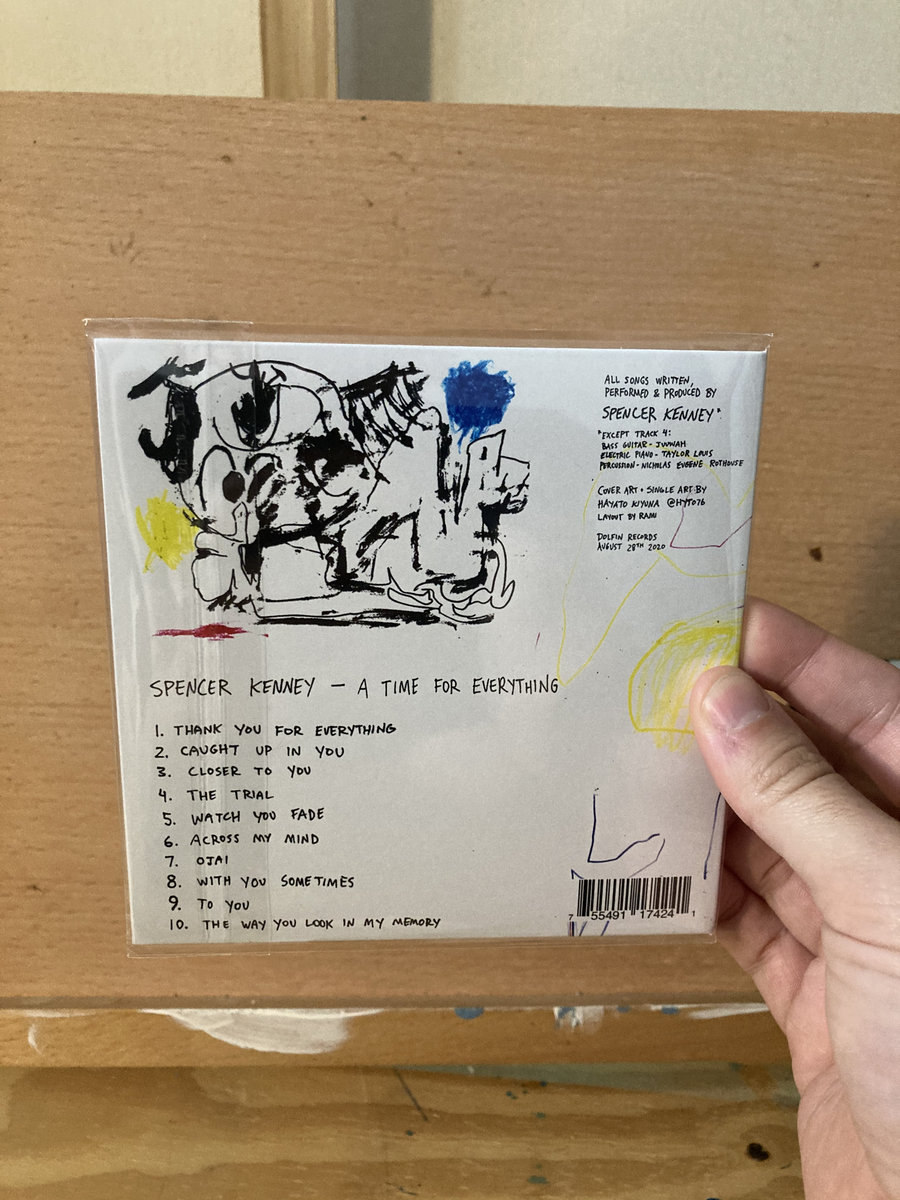 ALL SONGS WRITTEN,
PERFORMED & PRODUCED BY
SPENCER KENNEY*
*EXCEPT TRACK 4:
BASS GUITAR - JUWAAH
ELECTRIC PIANO - TAYLOR LOUIS
PERCUSSION - NICHOLAS EUGENE ROTHOUSE
COVER ART + SINGLE ART BY
HAYATO KIYUNA @HYTO76
LAYOUT BY RAMI
DOLFIN RECORDS
AUGUST 28TH 2020
SPENCER KENNEY — A TIME FOR EVERYTHING
1. THANK YOU FOR EVERYTHING
2. CAUGHT UP IN YOU
3. CLOSER TO YOU
4. THE TRIAL
5. WATCH YOU FADE
6. ACROSS MY MIND
7. OJAI
8. WITH YOU SOMETIMES
9. TO YOU
10. THE WAY YOU LOOK IN MY MEMORY
7 55491 17424 1